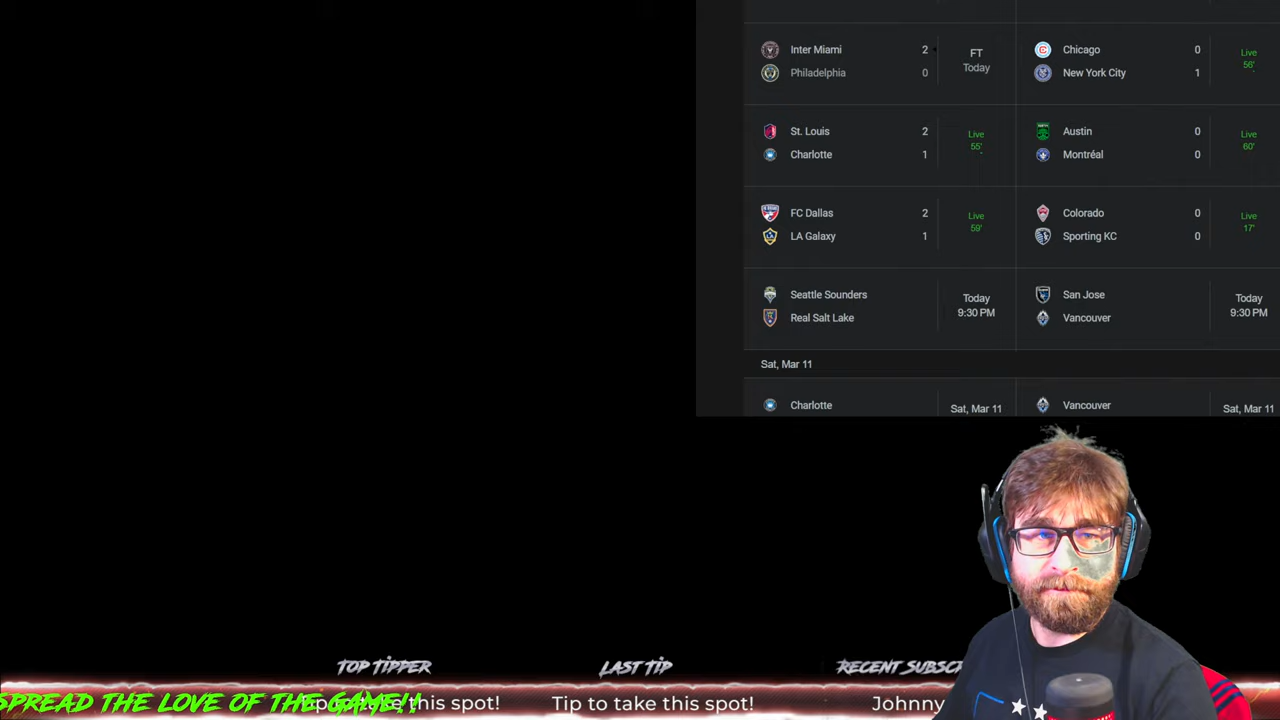 Inter Miami 2
Philadelphia 0
FT
Today
Chicago 0
New York City 1
Live
56'
St. Louis 2
Charlotte 1
Live
55'
Austin 0
Montréal 0
Live
60'
FC Dallas 2
LA Galaxy 1
Live
59'
Colorado 0
Sporting KC 0
Live
17'
Seattle Sounders
Real Salt Lake
Today
9:30 PM
San Jose
Vancouver
Today
9:30 PM
Sat, Mar 11
Charlotte
Sat, Mar 11
Vancouver
Sat, Mar 11
TOP TIPPER
LAST TIP
RECENT
SPREAD THE LOVE OF THE GAME!!
this spot!
Tip to take this spot!
Johnny